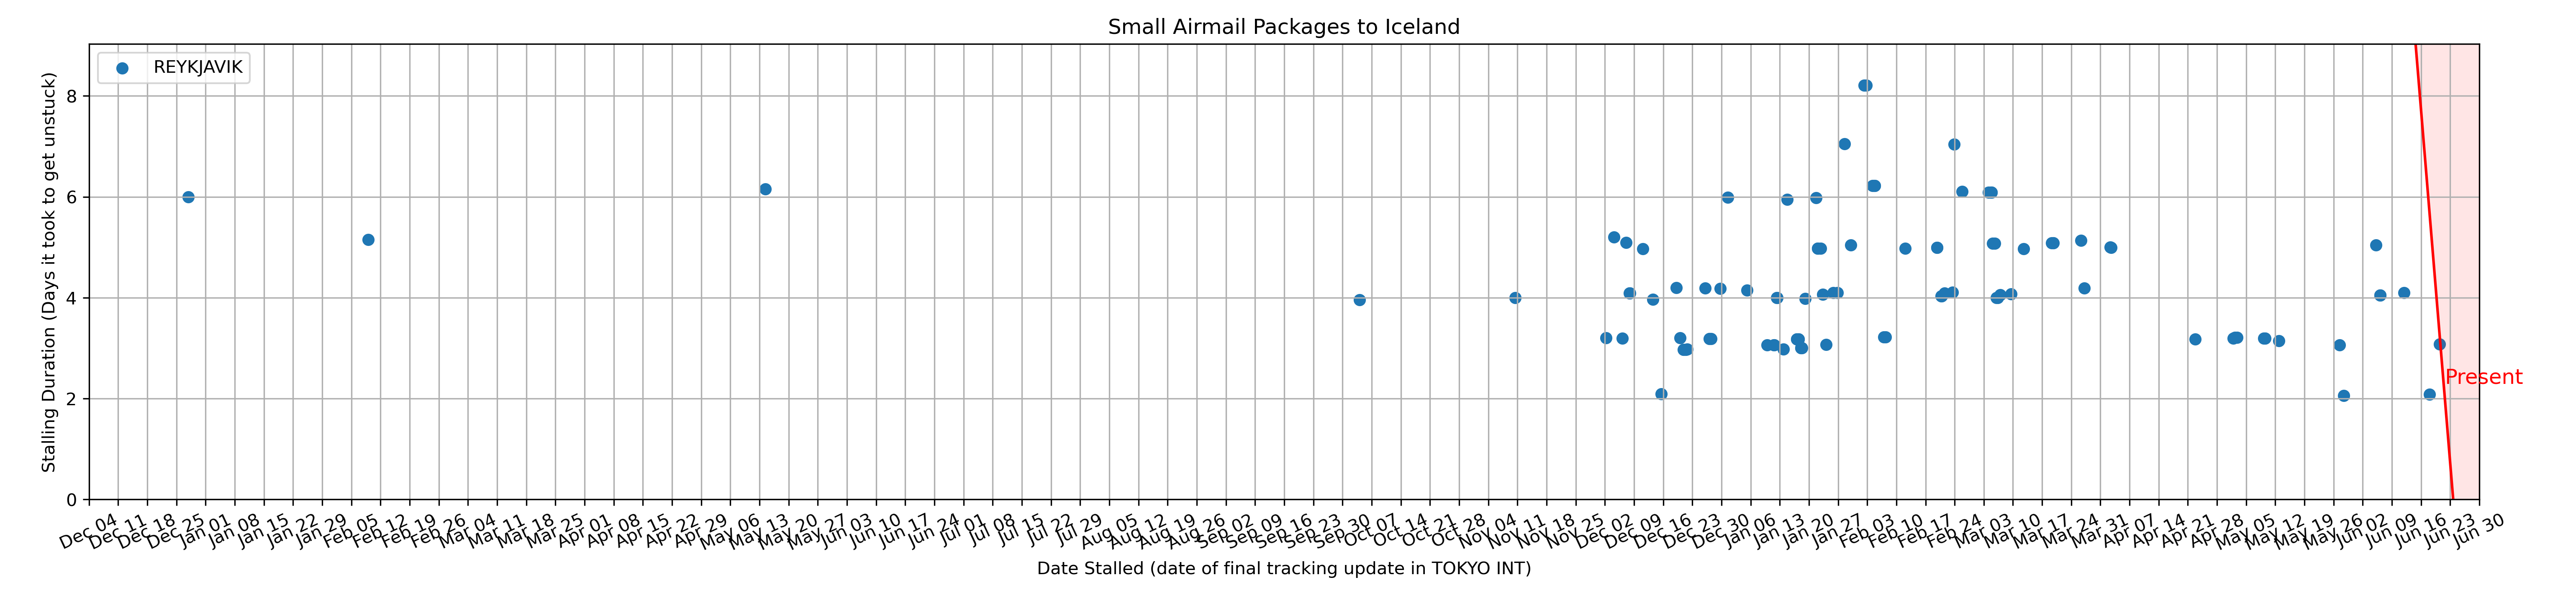 Small Airmail Packages to Iceland
REYKJAVIK
Stalling Duration (Days it took to get unstuck)
8
6
4
2
0
Present
Dec 04
Dec 11
Dec 18
Dec 25
Jan 01
Jan 08
Jan 15
Jan 22
Jan 29
Feb 05
Feb 12
Feb 19
Feb 26
Mar 04
Mar 11
Mar 18
Mar 25
Apr 01
Apr 08
Apr 15
Apr 22
Apr 29
May 06
May 13
May 20
May 27
Jun 03
Jun 10
Jun 17
Jun 24
Jul 01
Jul 08
Jul 15
Jul 22
Jul 29
Aug 05
Aug 12
Aug 19
Aug 26
Sep 02
Sep 09
Sep 16
Sep 23
Sep 30
Oct 07
Oct 14
Oct 21
Oct 28
Nov 04
Nov 11
Nov 18
Nov 25
Dec 02
Dec 09
Dec 16
Dec 23
Dec 30
Jan 06
Jan 13
Jan 20
Jan 27
Feb 03
Feb 10
Feb 17
Feb 24
Mar 03
Mar 10
Mar 17
Mar 24
Mar 31
Apr 07
Apr 14
Apr 21
Apr 28
May 05
May 12
May 19
May 26
Jun 02
Jun 09
Jun 16
Jun 23
Jun 30
Date Stalled (date of final tracking update in TOKYO INT)